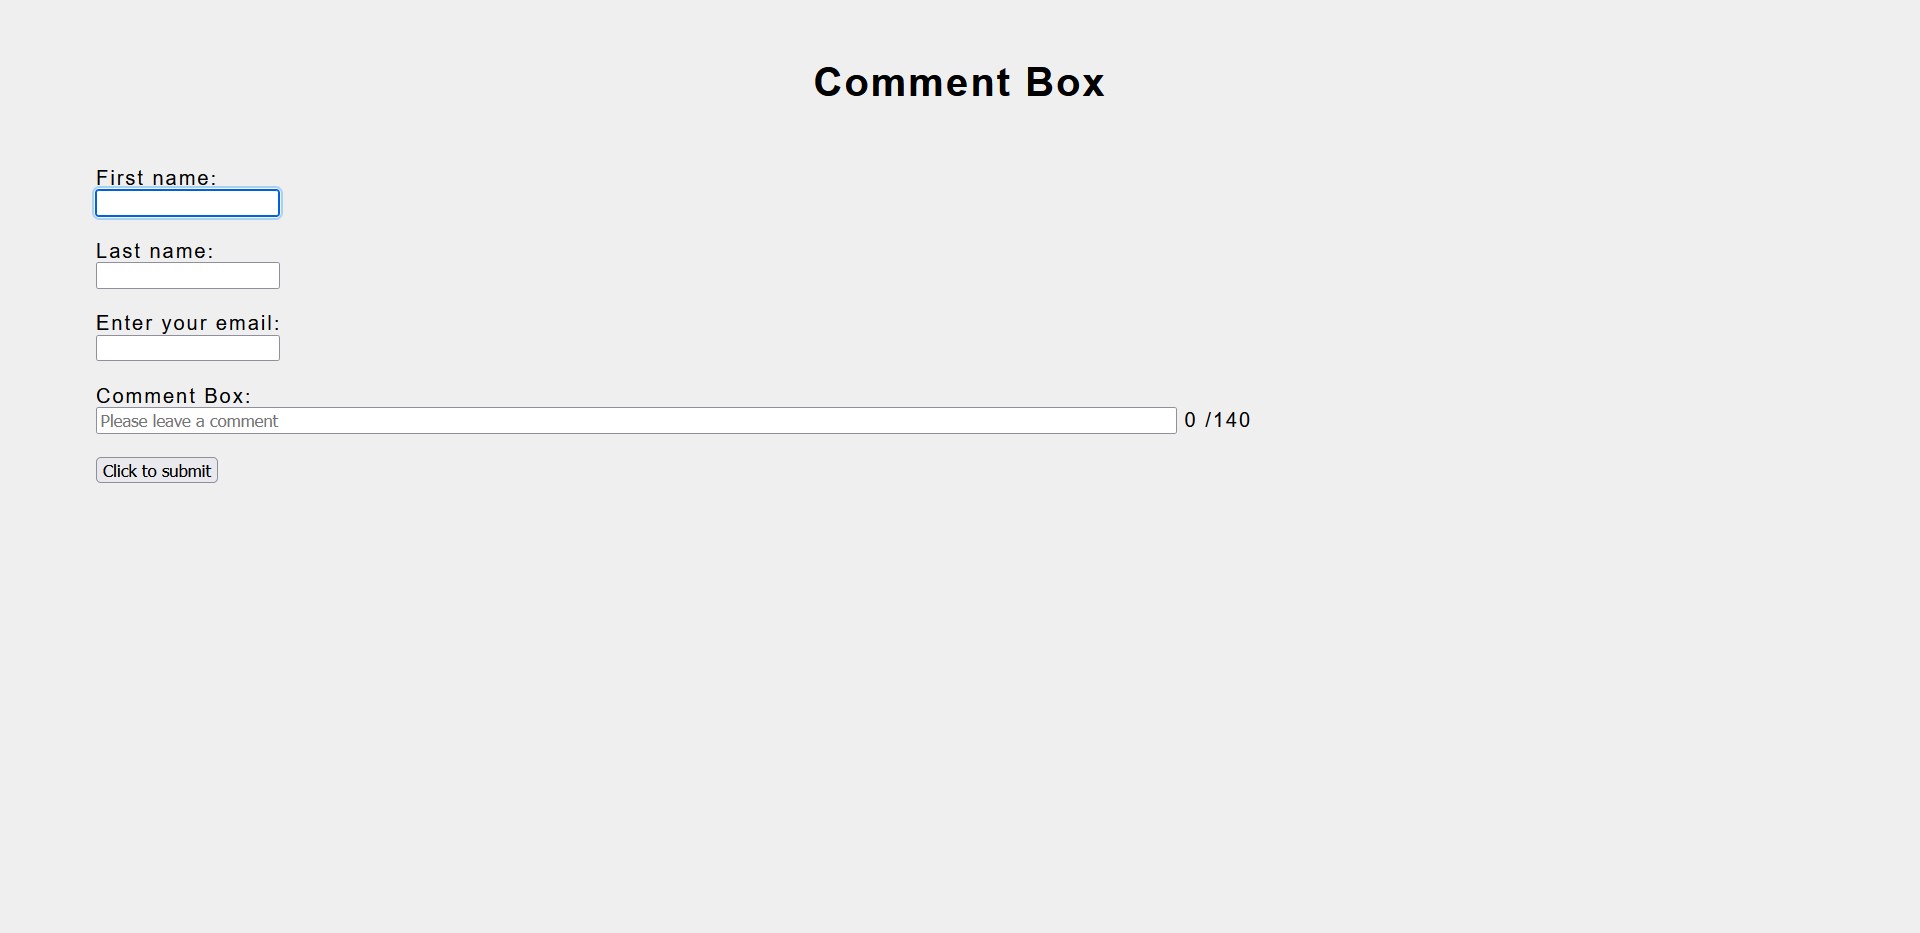 Comment Box
First name:
Last name:
Enter your email:
Comment Box:
Please leave a comment 0 /140
Click to submit